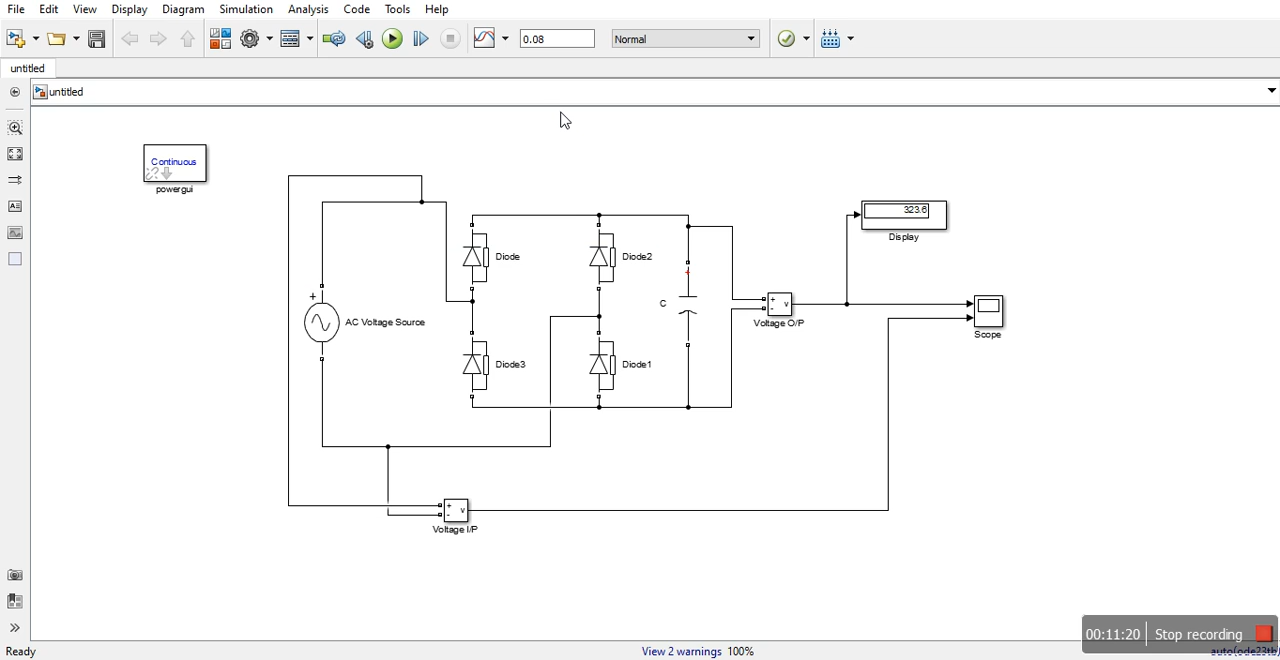 File Edit View Display Diagram Simulation Analysis Code Tools Help
0.08 Normal
untitled
untitled
Continuous
powergui
323.6
Display
Diode Diode2
+
C
+ - v
Voltage O/P
AC Voltage Source
Scope
Diode3 Diode1
+ - v
Voltage I/P
00:11:20 Stop recording
Ready View 2 warnings 100% auto(ode23tb)